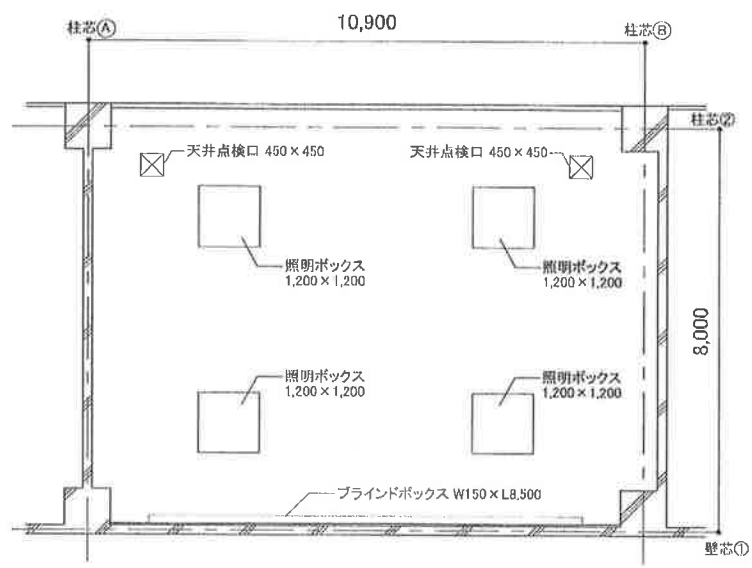 柱芯Ⓐ
10,900
柱芯Ⓑ
柱芯②
天井点検口 450×450
天井点検口 450×450
照明ボックス
1,200×1,200
照明ボックス
1,200×1,200
8,000
照明ボックス
1,200×1,200
照明ボックス
1,200×1,200
ブラインドボックス W150×L8,500
壁芯①